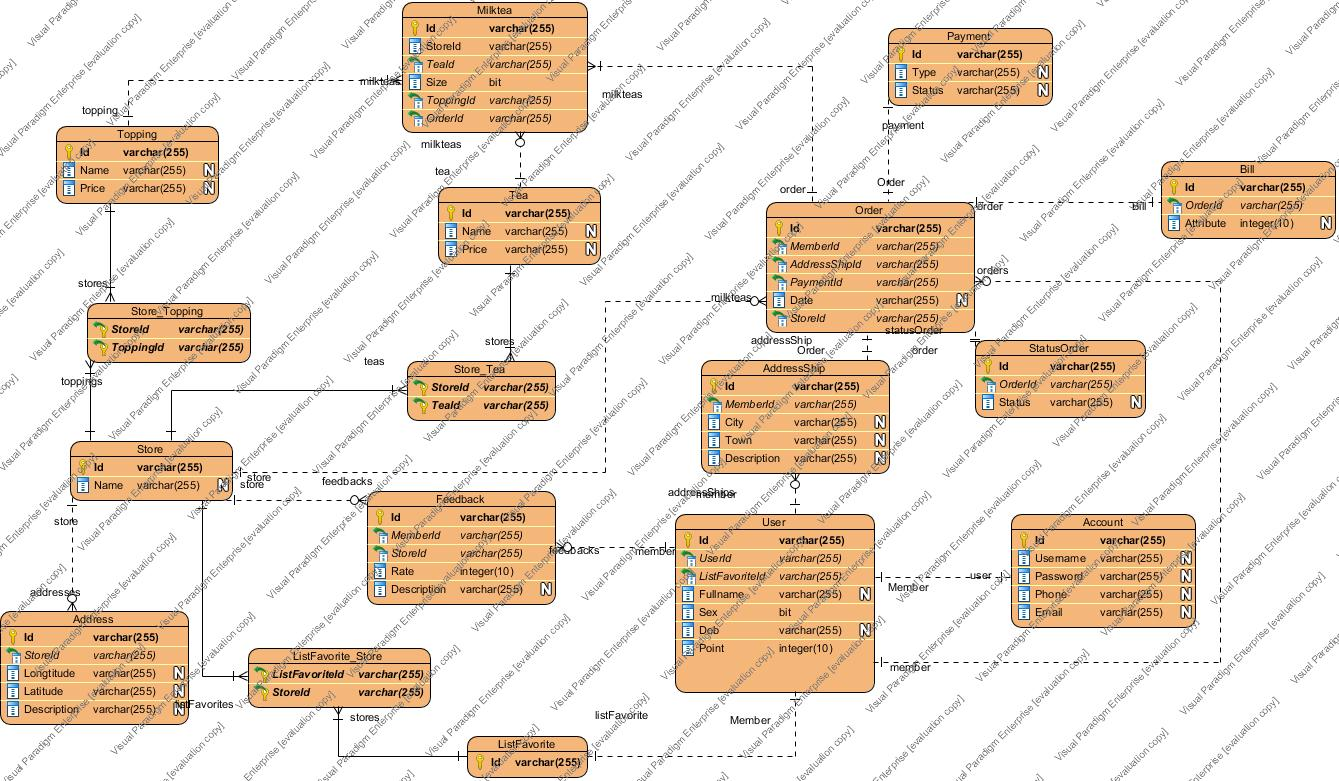 Milktea
Id varchar(255)
StoreId varchar(255)
TeaId varchar(255)
Size bit
ToppingId varchar(255)
OrderId varchar(255)
Payment
Id varchar(255)
Type varchar(255) N
Status varchar(255) N
milkteas
milkteas
topping
payment
Topping
Id varchar(255)
Name varchar(255) N
Price varchar(255) N
milkteas
tea
Tea
Id varchar(255)
Name varchar(255) N
Price varchar(255) N
order
Order
Bill
Id varchar(255)
OrderId varchar(255)
Attribute integer(10) N
order
Bill
Order
Id varchar(255)
MemberId varchar(255)
AddressShipId varchar(255)
PaymentId varchar(255)
Date varchar(255) N
StoreId varchar(255)
orders
milkteas
stores
Store_Topping
StoreId varchar(255)
ToppingId varchar(255)
toppings
stores
teas
Store_Tea
StoreId varchar(255)
TeaId varchar(255)
statusOrder
order
addressShip
Order
StatusOrder
Id varchar(255)
OrderId varchar(255)
Status varchar(255) N
AddressShip
Id varchar(255)
MemberId varchar(255)
City varchar(255) N
Town varchar(255) N
Description varchar(255) N
addressShips
member
Store
Id varchar(255)
Name varchar(255) N
store
store
store
feedbacks
Feedback
Id varchar(255)
MemberId varchar(255)
StoreId varchar(255)
Rate integer(10)
Description varchar(255) N
feedbacks
member
User
Id varchar(255)
UserId varchar(255)
ListFavoriteId varchar(255)
Fullname varchar(255) N
Sex bit
Dob varchar(255) N
Point integer(10)
user
Member
member
Account
Id varchar(255)
Username varchar(255) N
Password varchar(255) N
Phone varchar(255) N
Email varchar(255) N
addresses
Address
Id varchar(255)
StoreId varchar(255)
Longtitude varchar(255) N
Latitude varchar(255) N
Description varchar(255) N
listFavorites
ListFavorite_Store
ListFavoriteId varchar(255)
StoreId varchar(255)
stores
listFavorite
Member
ListFavorite
Id varchar(255)
Visual Paradigm Enterprise [evaluation copy]